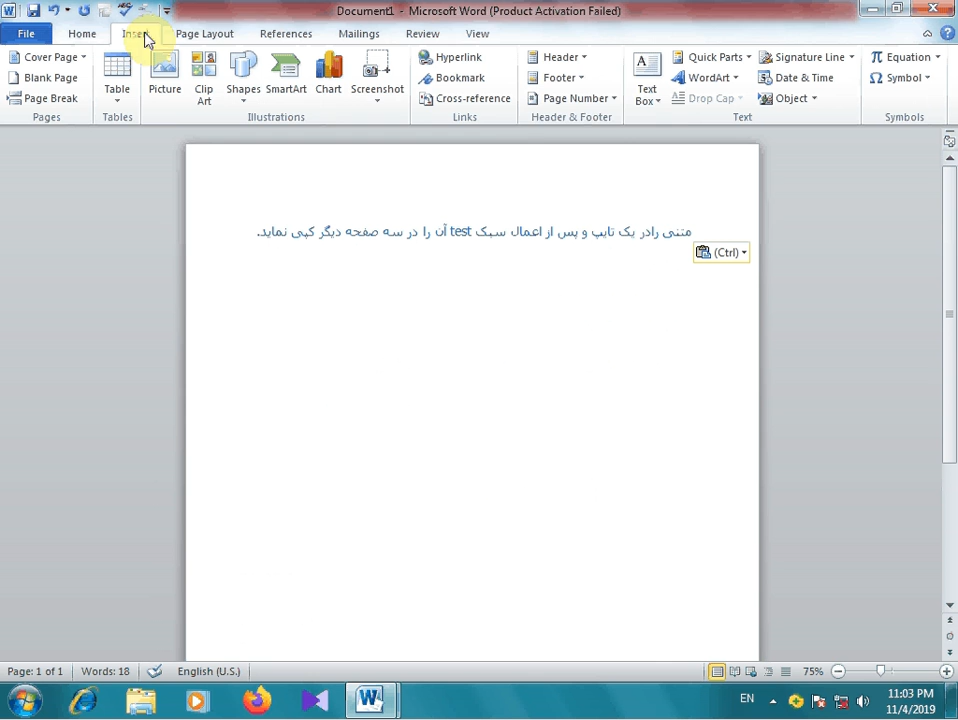 Document1 - Microsoft Word (Product Activation Failed)
File Home Insert Page Layout References Mailings Review View
Cover Page
Blank Page
Page Break
Pages
Table
Tables
Picture
Clip
Art
Shapes
SmartArt
Chart
Screenshot
Illustrations
Hyperlink
Bookmark
Cross-reference
Links
Header
Footer
Page Number
Header & Footer
A
Text
Box
Quick Parts
WordArt
Drop Cap
Signature Line
Date & Time
Object
Text
π Equation
Ω Symbol
Symbols
متنی رادر یک تایپ و پس از اعمال سبک test آن را در سه صفحه دیگر کپی نماید.
(Ctrl)
Page: 1 of 1 Words: 18 English (U.S.) 75%
EN
11:03 PM
11/4/2019